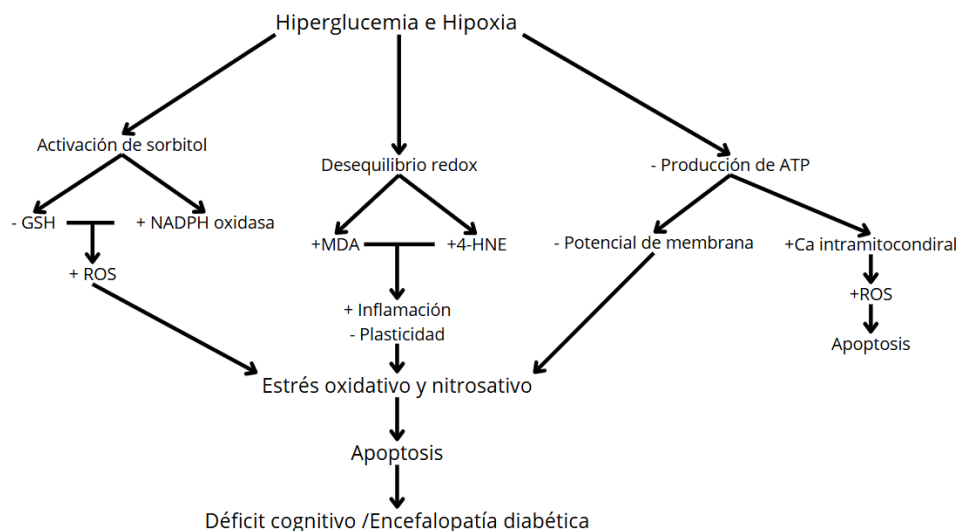 Hiperglucemia e Hipoxia
Activación de sorbitol
Desequilibrio redox
- Producción de ATP
- GSH
+ NADPH oxidasa
+MDA
+4-HNE
- Potencial de membrana
+Ca intramitocondiral
+ ROS
+ROS
+ Inflamación
- Plasticidad
Apoptosis
Estrés oxidativo y nitrosativo
Apoptosis
Déficit cognitivo /Encefalopatía diabética